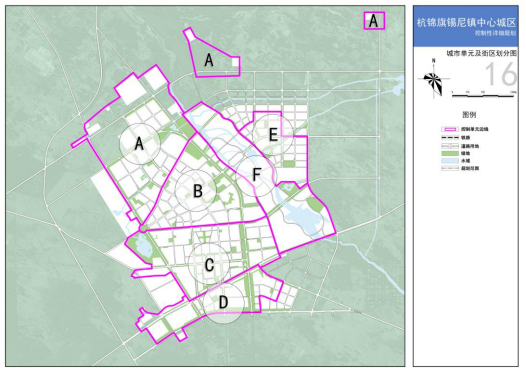 杭锦旗锡尼镇中心城区
控制性详细规划
城市单元及街区划分图
16
N
图例
控制单元边线
铁路
道路用地
绿地
水域
规划范围
A
A
A
B
C
D
E
F